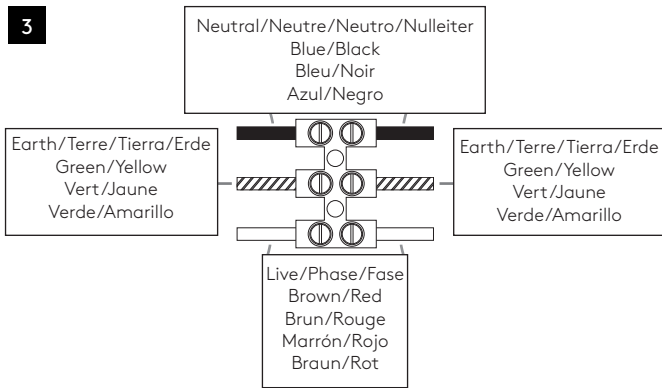 3
Neutral/Neutre/Neutro/Nulleiter
Blue/Black
Bleu/Noir
Azul/Negro
Earth/Terre/Tierra/Erde
Green/Yellow
Vert/Jaune
Verde/Amarillo
Earth/Terre/Tierra/Erde
Green/Yellow
Vert/Jaune
Verde/Amarillo
Live/Phase/Fase
Brown/Red
Brun/Rouge
Marrón/Rojo
Braun/Rot